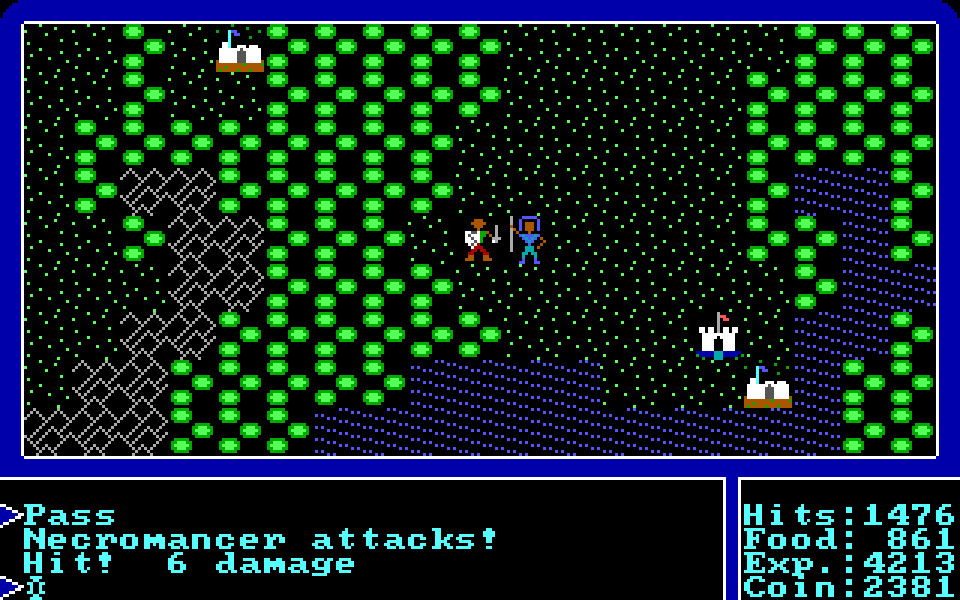 Pass
Necromancer attacks!
Hit!  6 damage
Hits:1476
Food: 861
Exp.:4213
Coin:2381